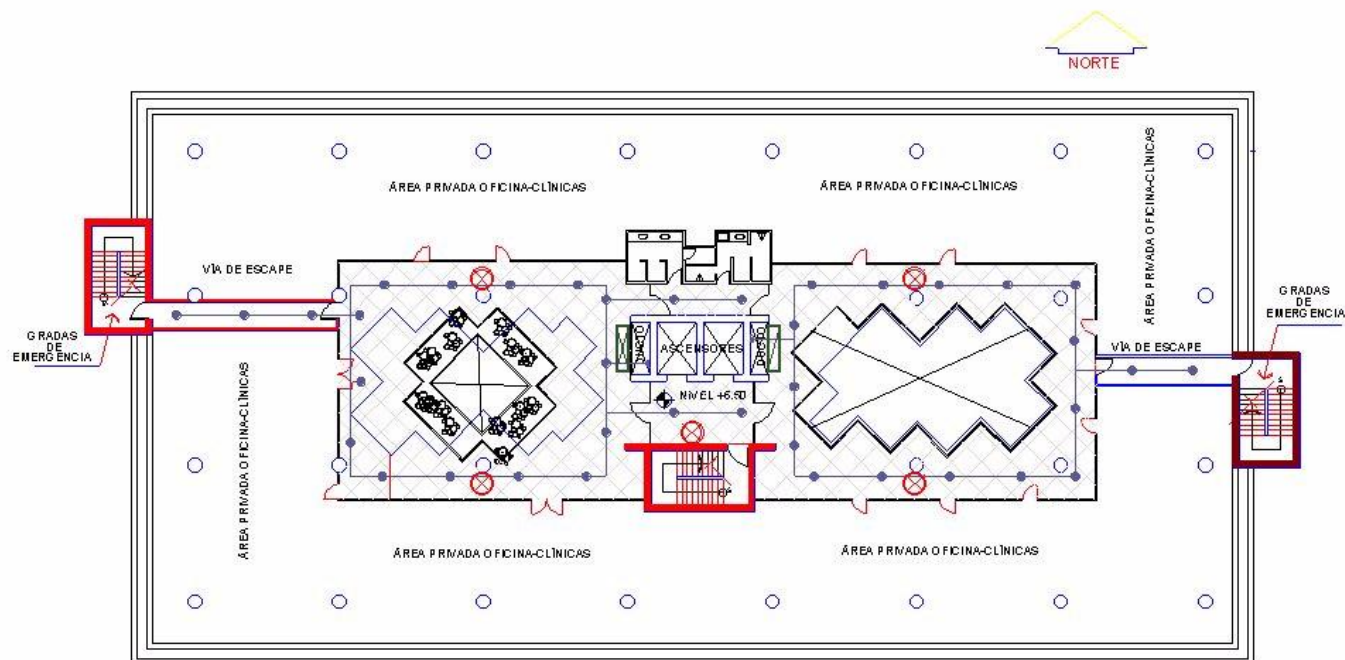 NORTE
ÁREA PRIVADA OFICINA-CLÍNICAS
ÁREA PRIVADA OFICINA-CLÍNICAS
ÁREA PRIVADA OFICINA-CLÍNICAS
VÍA DE ESCAPE
GRADAS
DE
EMERGENCIA
GRADAS
DE
EMERGENCIA
DUCTO
ASCENSORES
DUCTO
VÍA DE ESCAPE
NIVEL +6.50
ÁREA PRIVADA OFICINA-CLÍNICAS
ÁREA PRIVADA OFICINA-CLÍNICAS
ÁREA PRIVADA OFICINA-CLÍNICAS